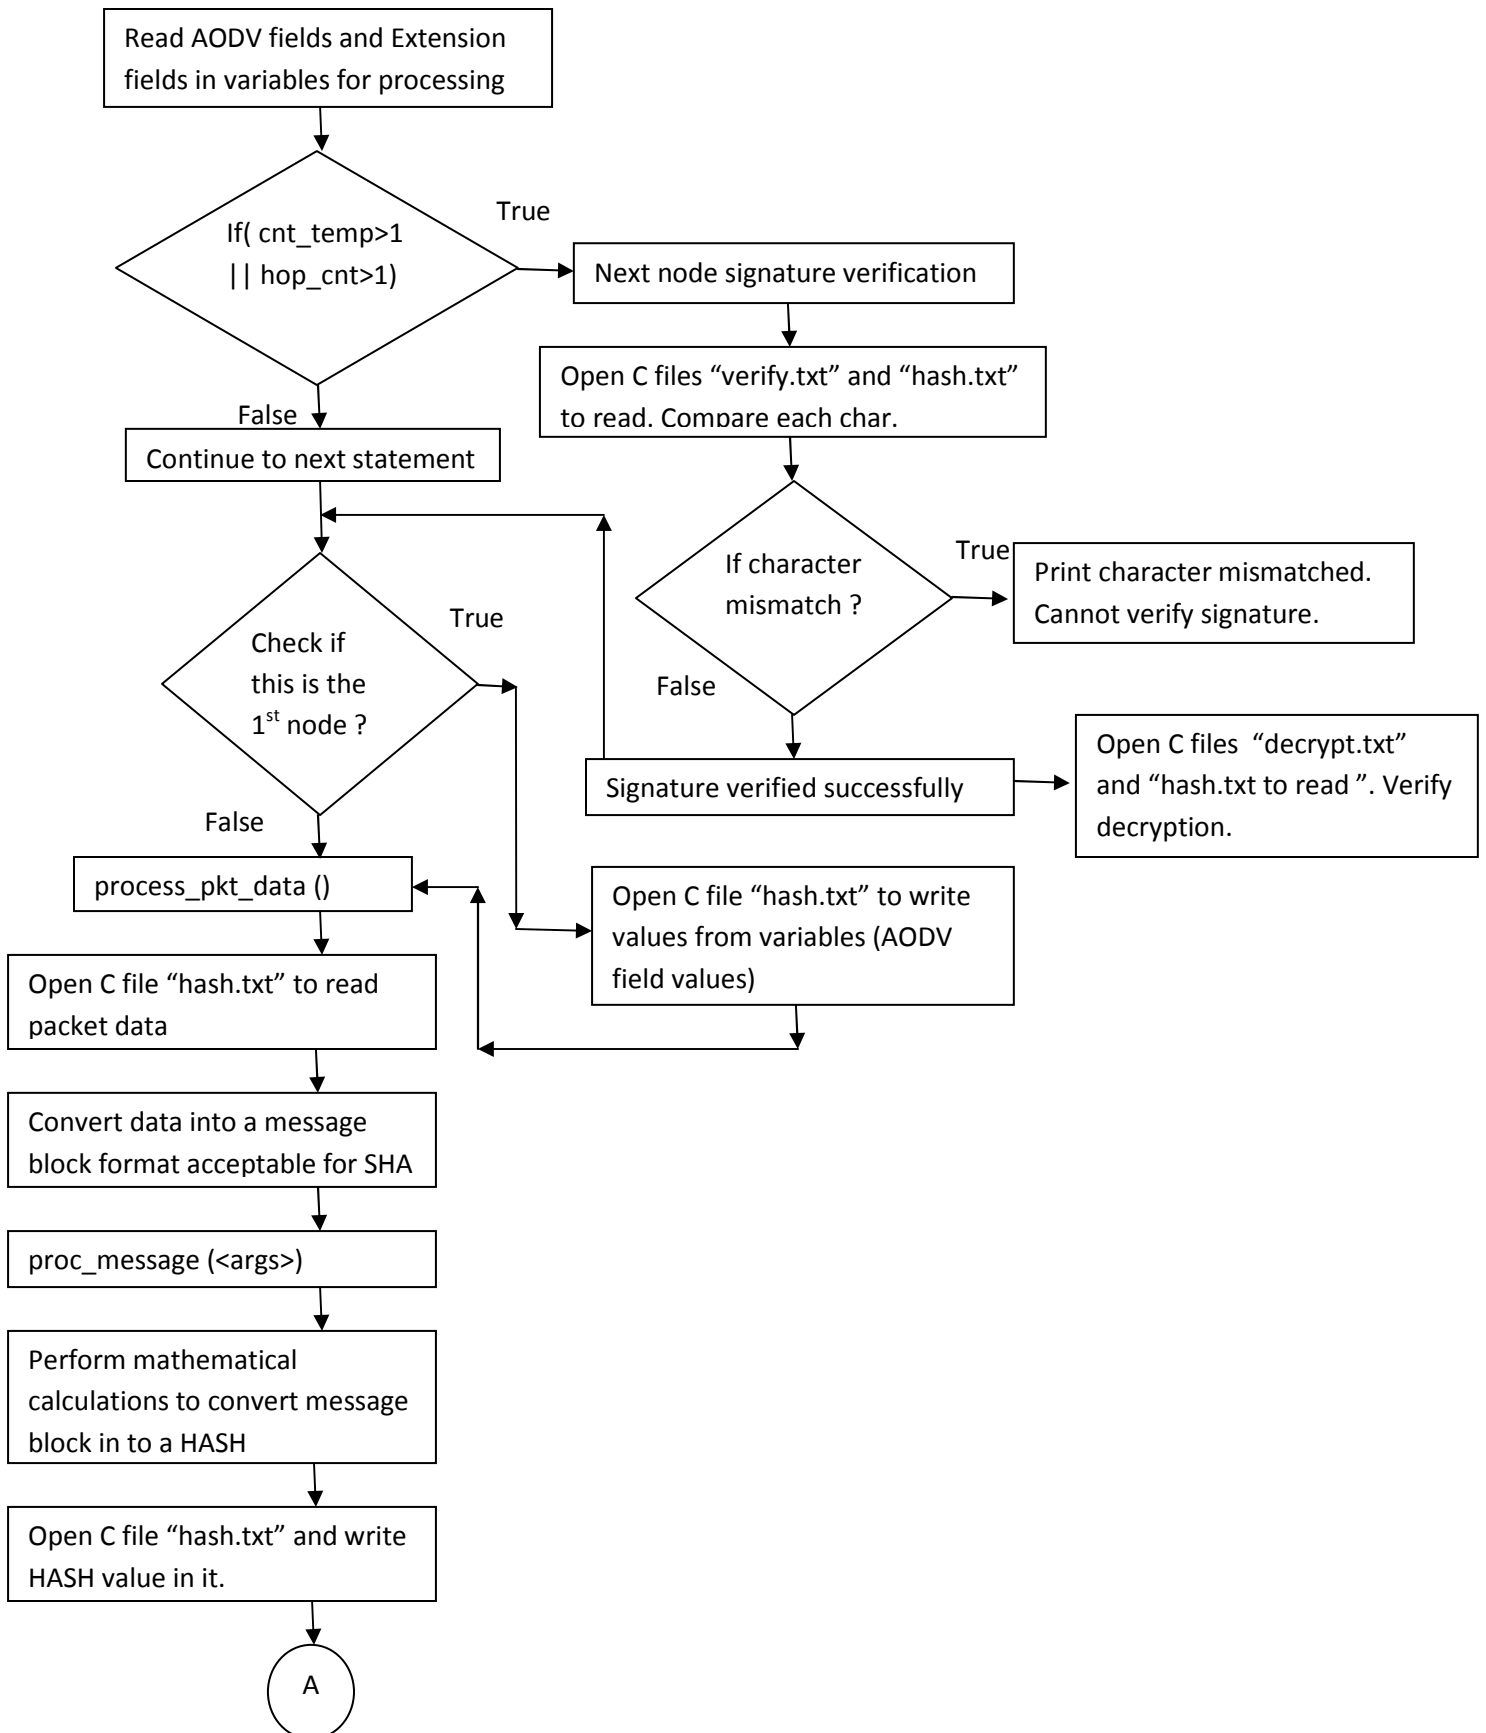 Read AODV fields and Extension
fields in variables for processing
If( cnt_temp>1
|| hop_cnt>1)
True
Next node signature verification
Open C files “verify.txt” and “hash.txt”
to read. Compare each char.
False
Continue to next statement
If character
mismatch ?
True
Print character mismatched.
Cannot verify signature.
Check if
this is the
1st node ?
True
False
Signature verified successfully
Open C files  “decrypt.txt”
and “hash.txt to read ”. Verify
decryption.
False
process_pkt_data ()
Open C file “hash.txt” to write
values from variables (AODV
field values)
Open C file “hash.txt” to read
packet data
Convert data into a message
block format acceptable for SHA
proc_message (<args>)
Perform mathematical
calculations to convert message
block in to a HASH
Open C file “hash.txt” and write
HASH value in it.
A